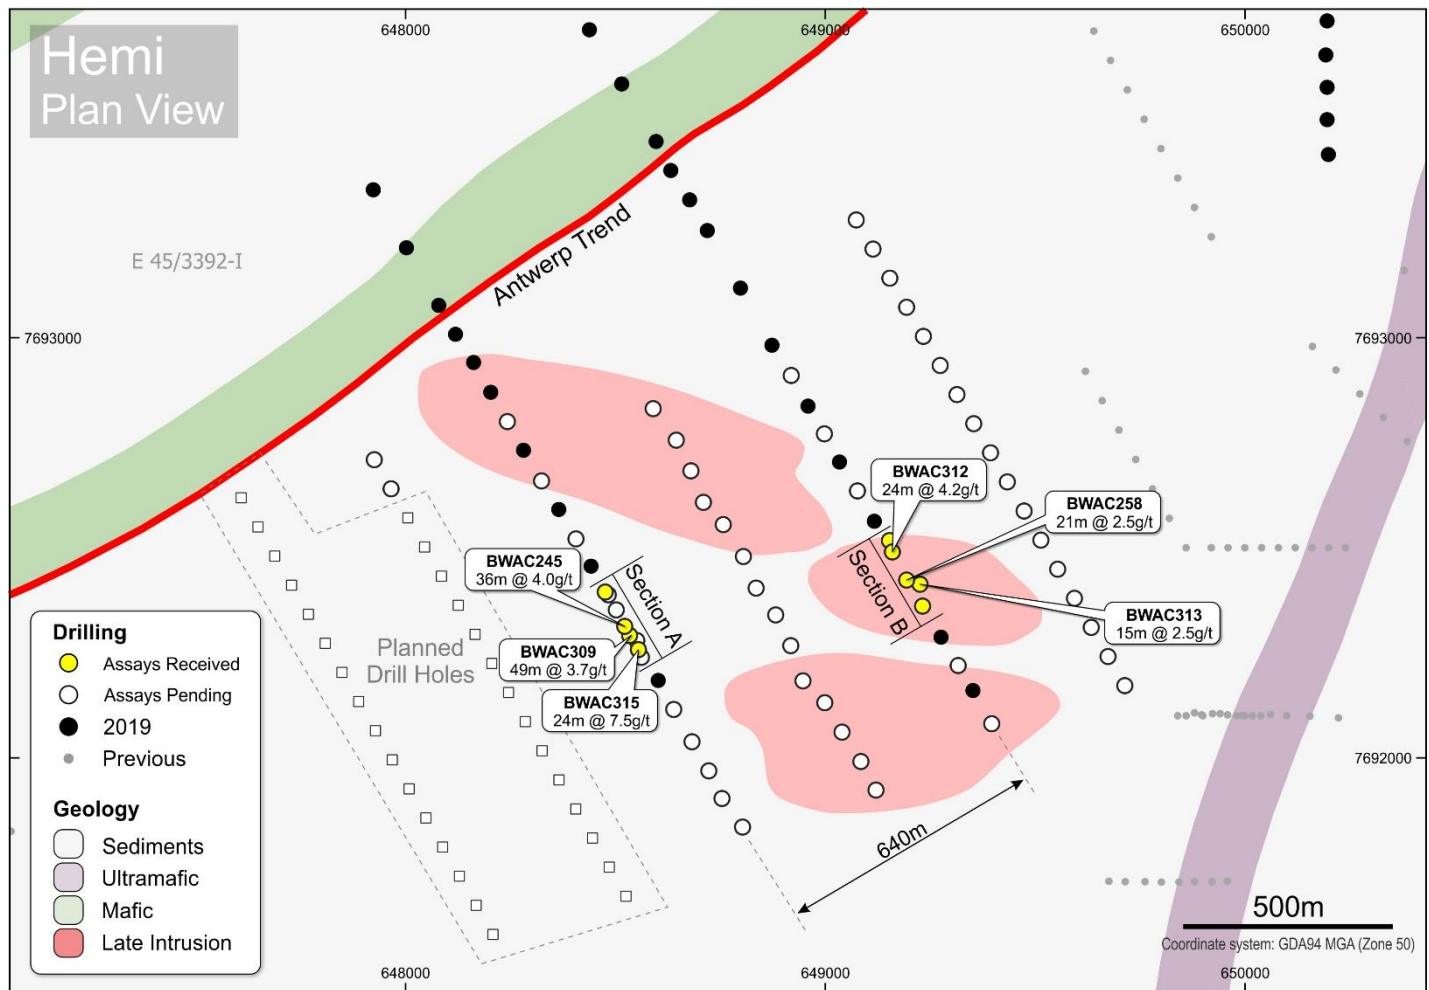 Hemi
Plan View
648000
649000
650000
E 45/3392-I
Antwerp Trend
7693000
7693000
BWAC312
24m @ 4.2g/t
BWAC258
21m @ 2.5g/t
BWAC245
36m @ 4.0g/t
Section A
Section B
BWAC313
15m @ 2.5g/t
BWAC309
49m @ 3.7g/t
BWAC315
24m @ 7.5g/t
Planned
Drill Holes
7692000
640m
Drilling
Assays Received
Assays Pending
2019
Previous
Geology
Sediments
Ultramafic
Mafic
Late Intrusion
500m
Coordinate system: GDA94 MGA (Zone 50)
648000
649000
650000